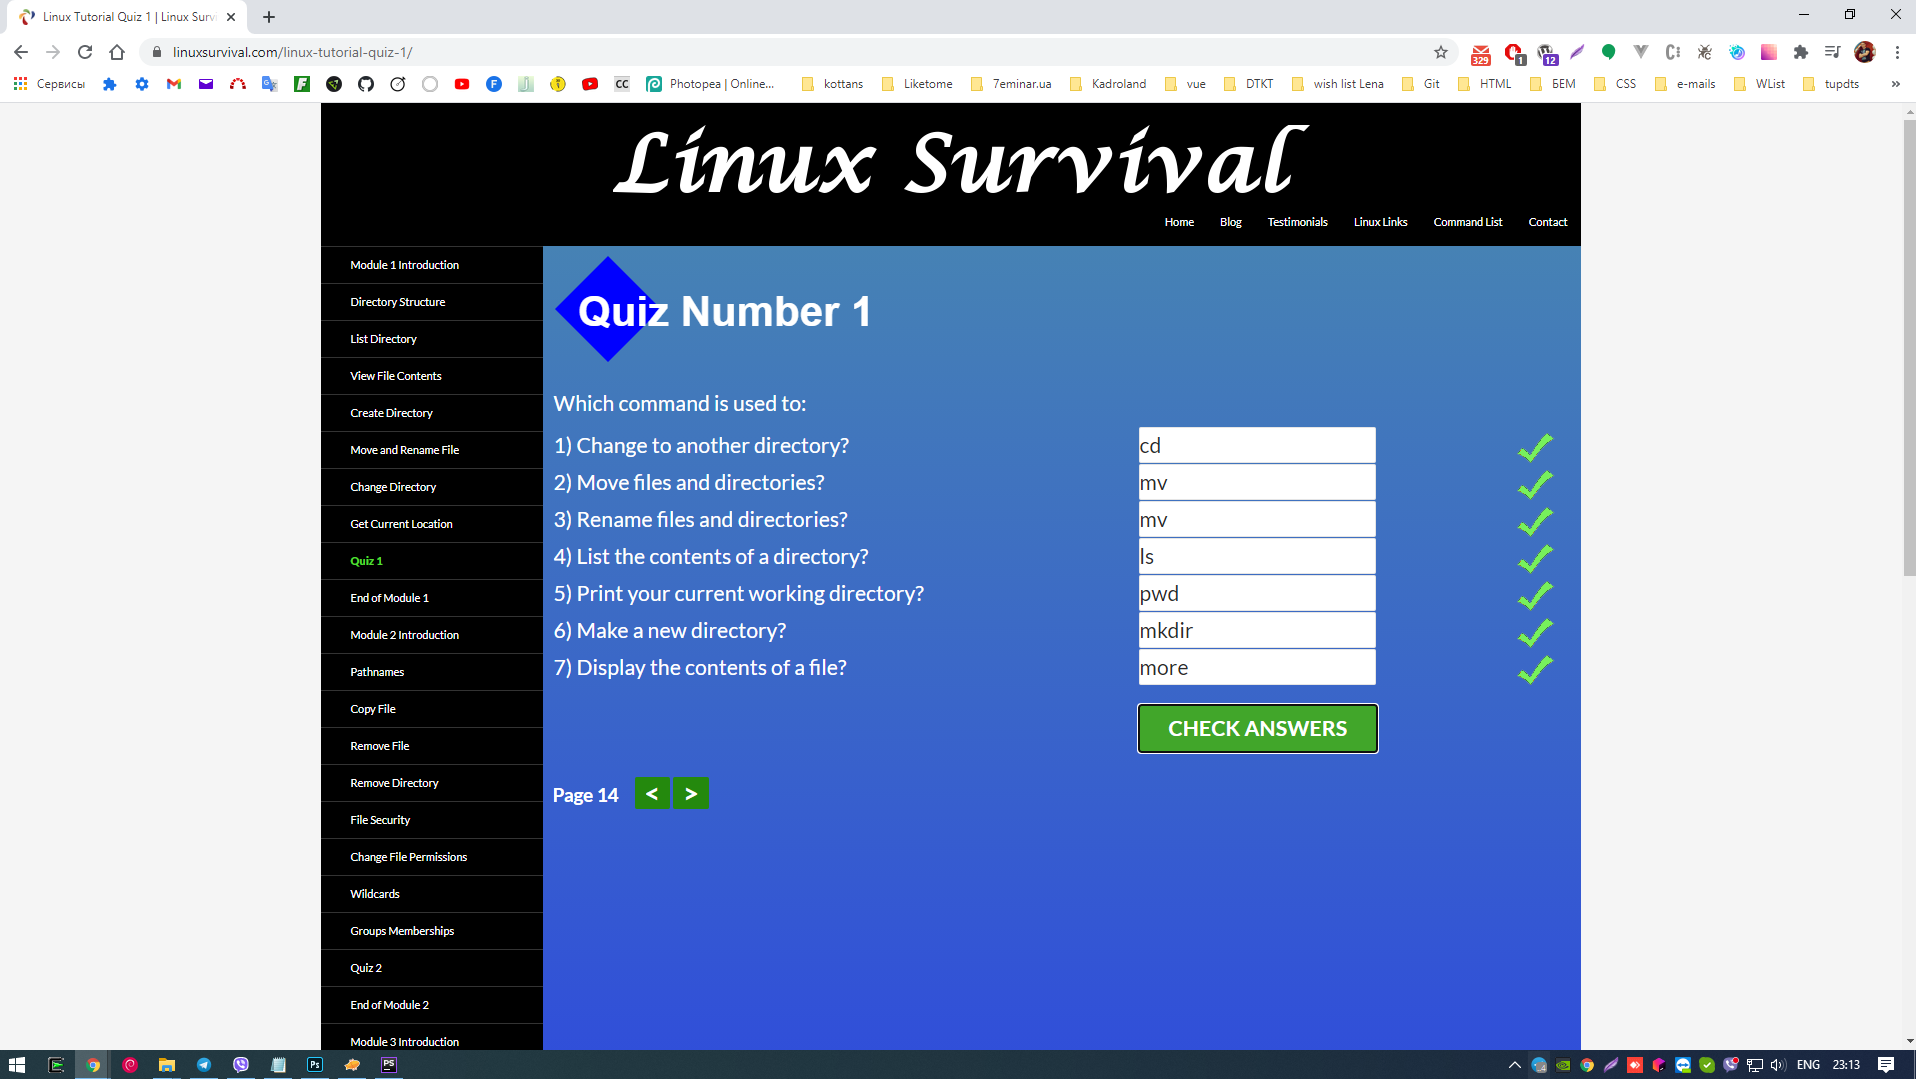 Linux Tutorial Quiz 1 | Linux Surv
linuxsurvival.com/linux-tutorial-quiz-1/
329
1
12
Сервисы
CC
Photopea | Online...
kottans
Liketome
7eminar.ua
Kadroland
vue
DTKT
wish list Lena
Git
HTML
БЕМ
CSS
e-mails
WList
tupdts
»
Linux Survival
Home Blog Testimonials Linux Links Command List Contact
Module 1 Introduction
Directory Structure
List Directory
View File Contents
Create Directory
Move and Rename File
Change Directory
Get Current Location
Quiz 1
End of Module 1
Module 2 Introduction
Pathnames
Copy File
Remove File
Remove Directory
File Security
Change File Permissions
Wildcards
Groups Memberships
Quiz 2
End of Module 2
Module 3 Introduction
Quiz Number 1
Which command is used to:
1) Change to another directory? cd
2) Move files and directories? mv
3) Rename files and directories? mv
4) List the contents of a directory? ls
5) Print your current working directory? pwd
6) Make a new directory? mkdir
7) Display the contents of a file? more
CHECK ANSWERS
Page 14 < >
Ps
PS
ENG
23:13